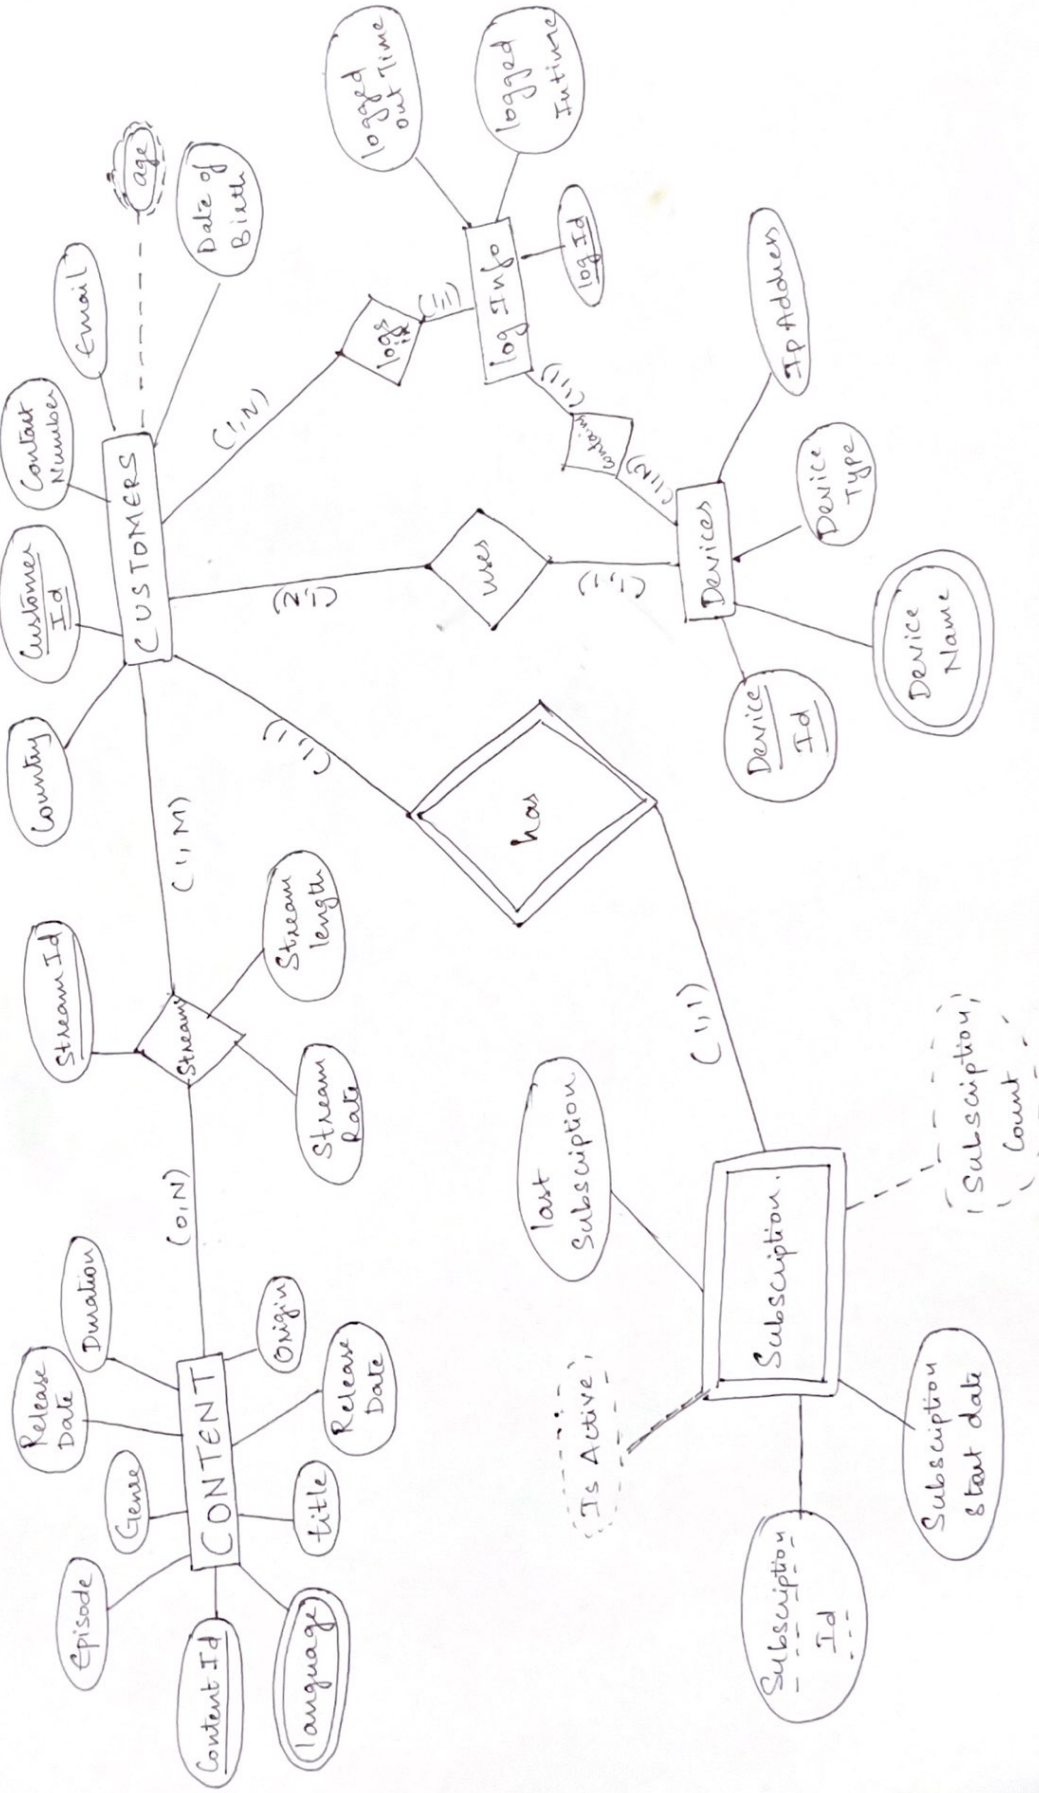 Episode
Genre
Release
Date
Duration
Content Id
CONTENT
language
title
Release
Date
Origin
(0,N)
Stream Id
Streams
Stream
Rate
Stream
length
(1,M)
Country
Customer
Id
Contact
Number
Email
age
Date of
Birth
CUSTOMERS
(1,1)
has
(1,1)
(1,N)
uses
(1,1)
(1,N)
logs
in
(1,1)
logged
out Time
logged
Intime
log Info
log Id
(1,1)
Contains
(1,N)
Devices
Device
Id
Device
Name
Device
Type
Ip Address
last
Subscription
Is Active
Subscription.
Subscription
Id
Subscription
start date
Subscription
Count